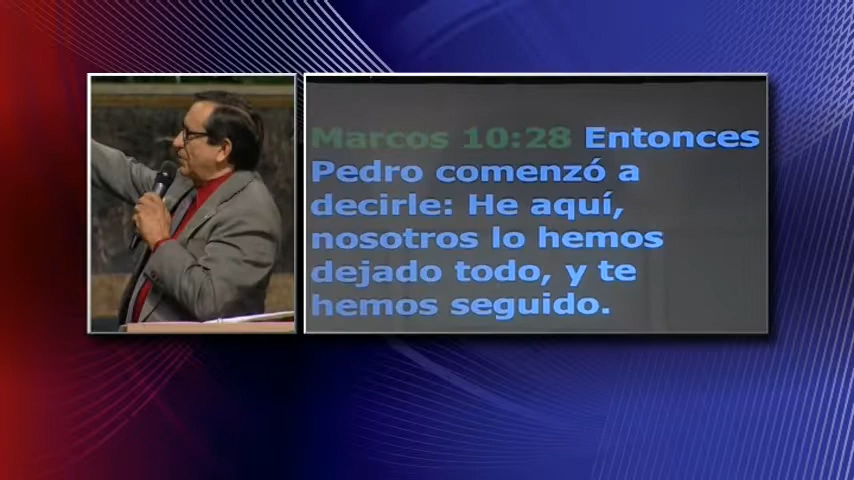 Marcos 10:28 Entonces
Pedro comenzó a
decirle: He aquí,
nosotros lo hemos
dejado todo, y te
hemos seguido.